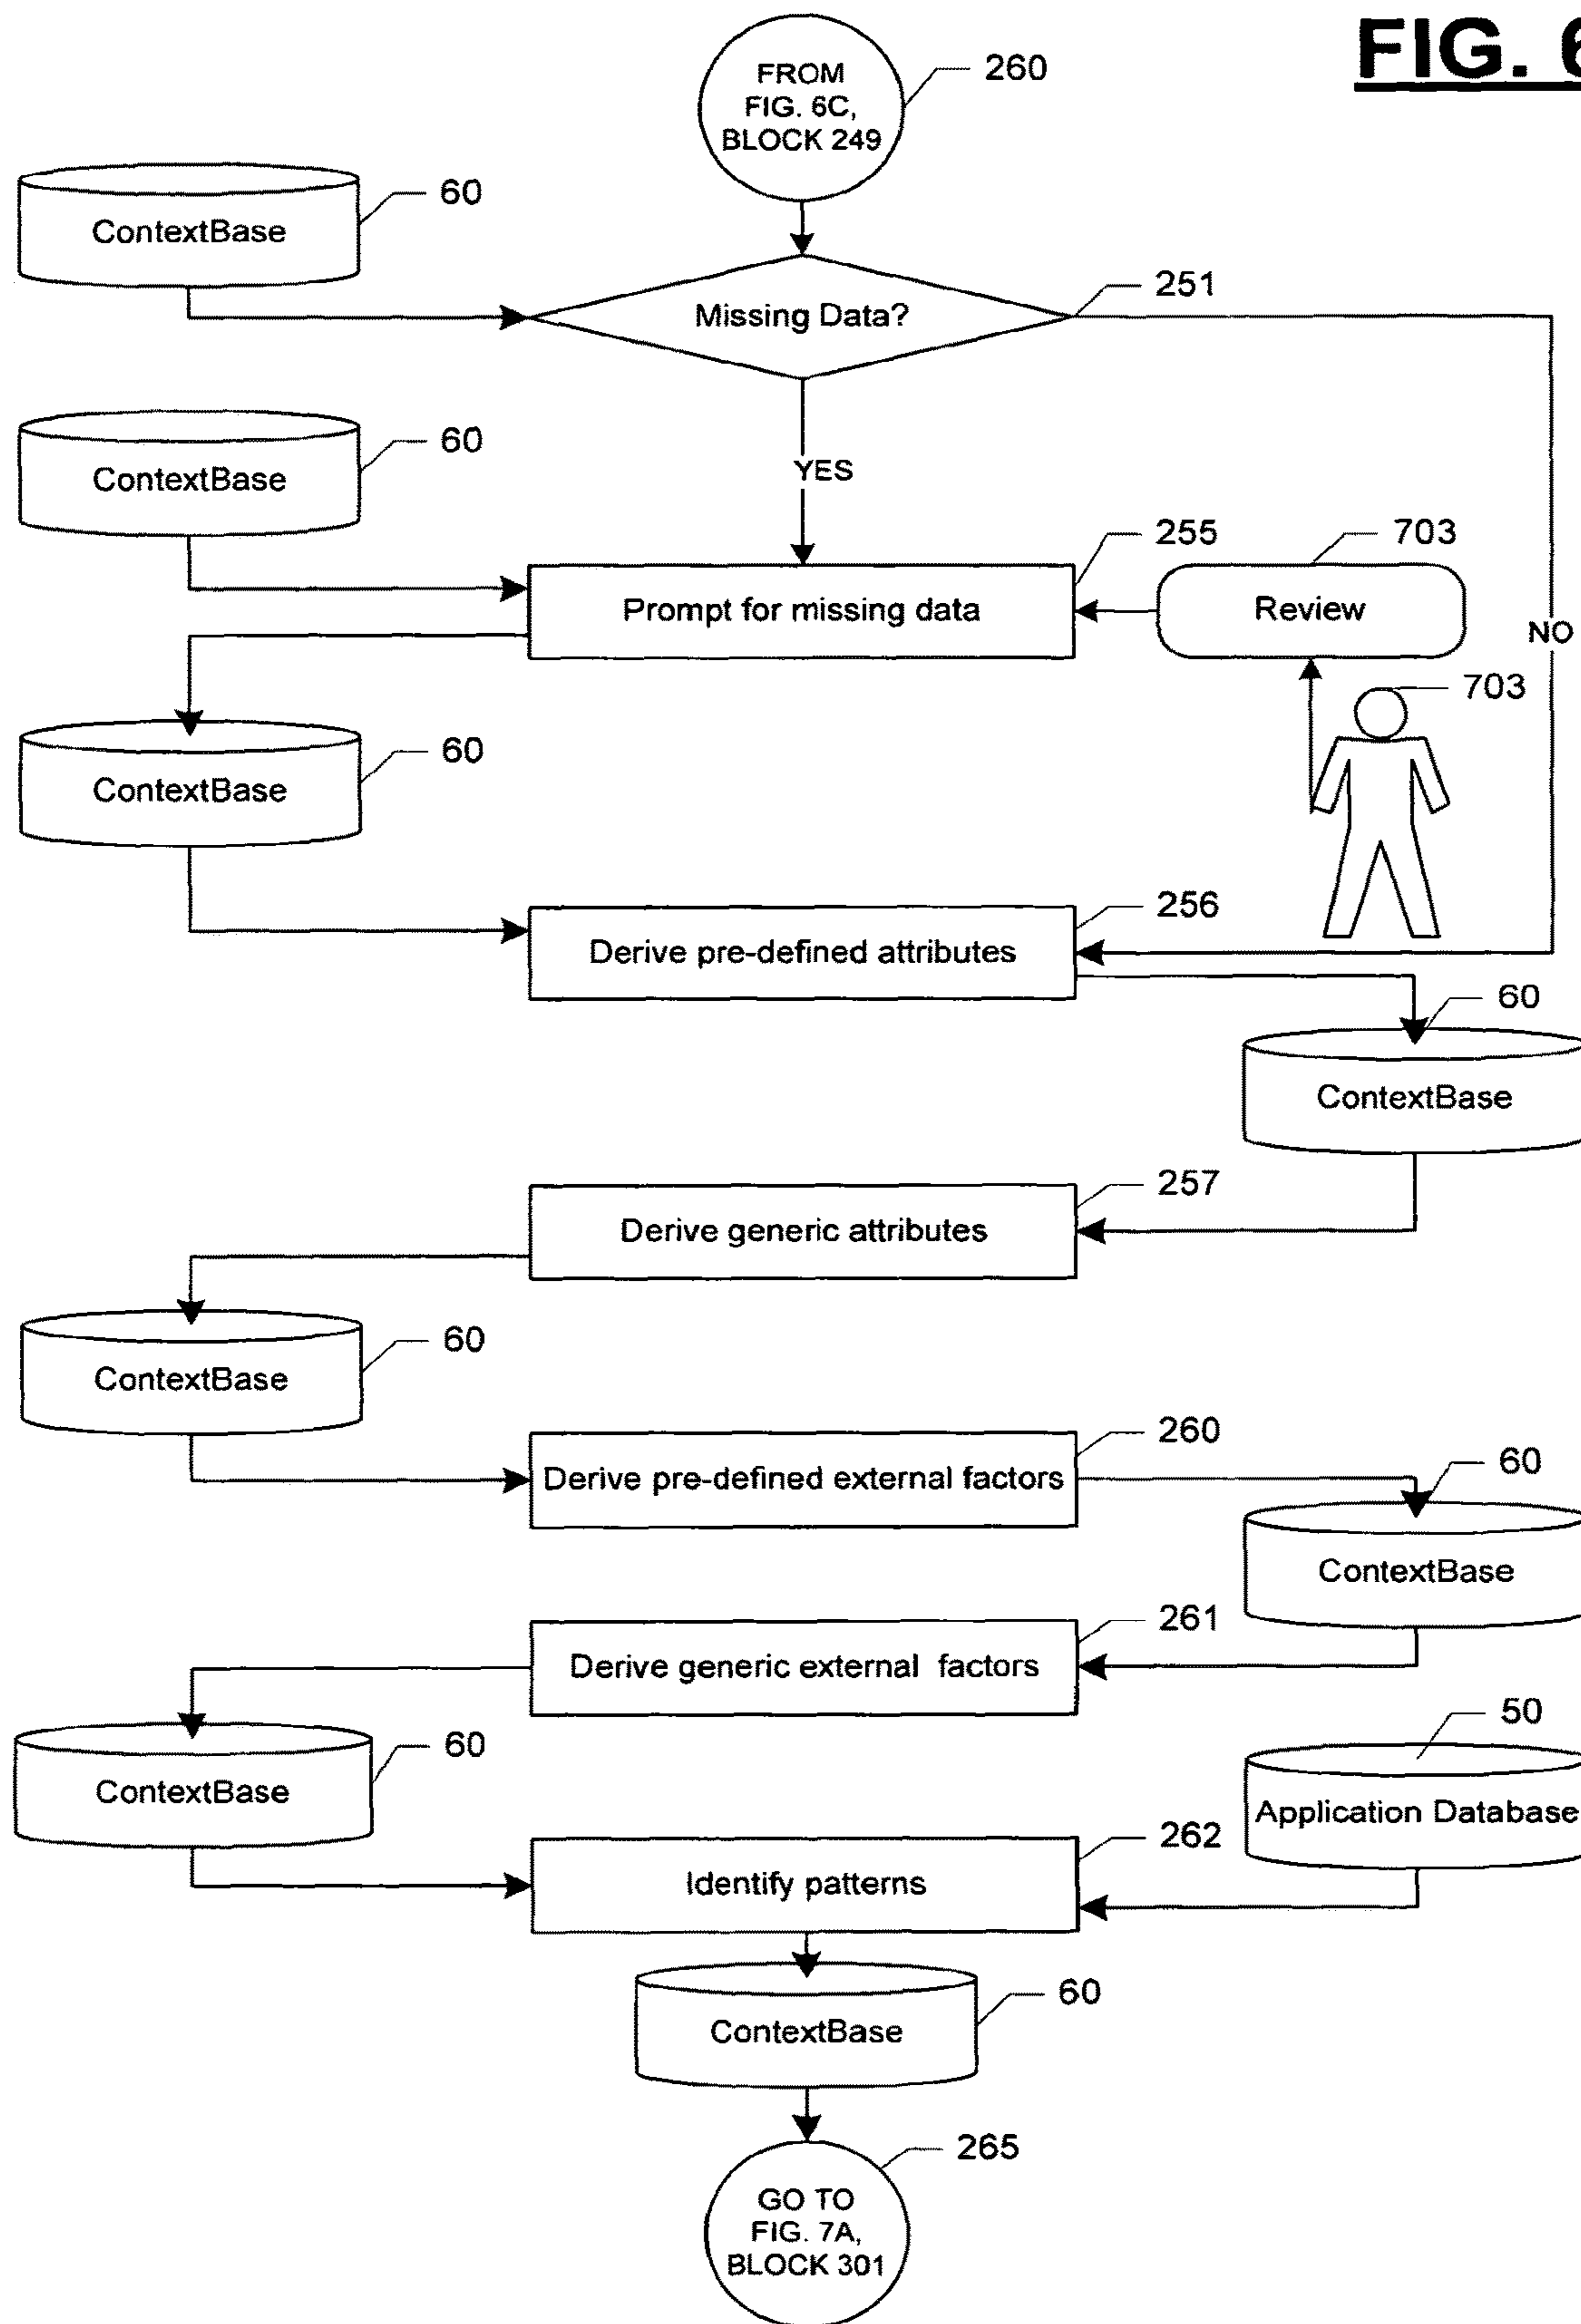 FIG. 6
FROM
FIG. 6C,
BLOCK 249
260
60
ContextBase
251
Missing Data?
60
ContextBase
YES
255
703
Prompt for missing data
Review
NO
703
60
ContextBase
256
Derive pre-defined attributes
60
ContextBase
257
Derive generic attributes
60
ContextBase
260
Derive pre-defined external factors
60
ContextBase
261
Derive generic external factors
60
ContextBase
50
Application Database
262
Identify patterns
60
ContextBase
265
GO TO
FIG. 7A,
BLOCK 301